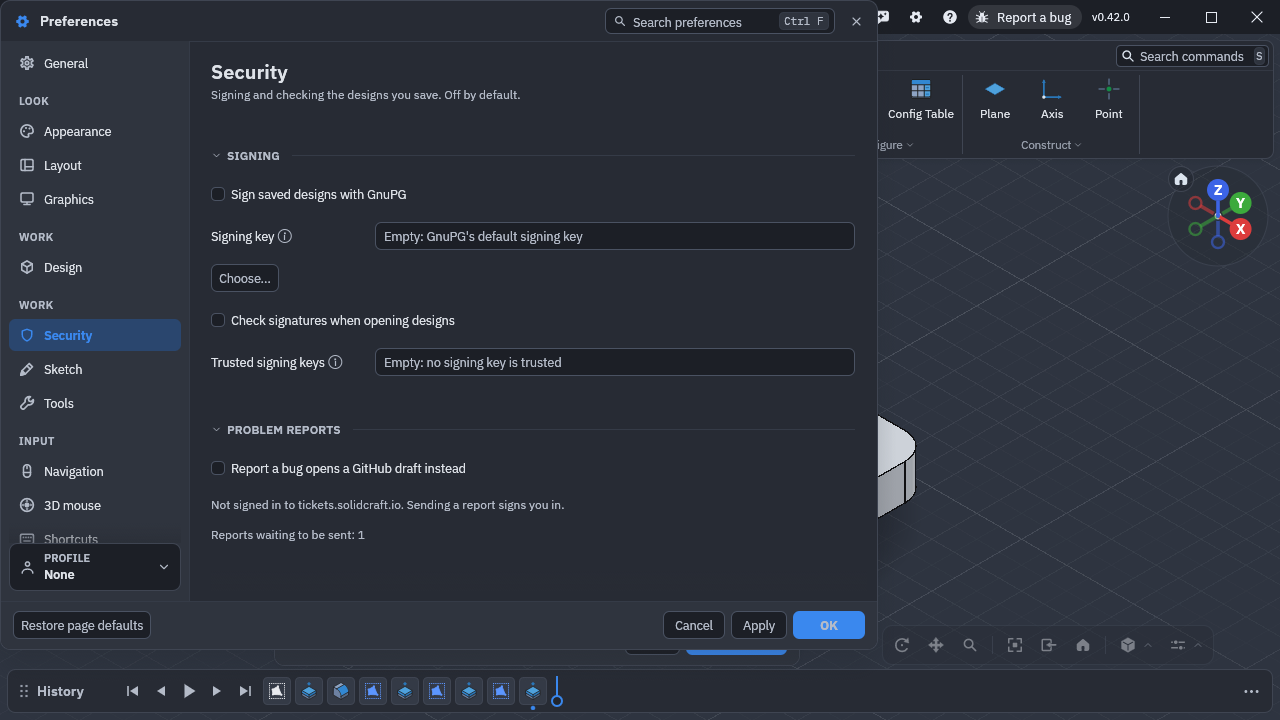 Preferences
Search preferences
Ctrl F
Report a bug
v0.42.0
General
LOOK
Appearance
Layout
Graphics
WORK
Design
WORK
Security
Sketch
Tools
INPUT
Navigation
3D mouse
Shortcuts
PROFILE
None
Security
Signing and checking the designs you save. Off by default.
SIGNING
Sign saved designs with GnuPG
Signing key
Empty: GnuPG's default signing key
Choose...
Check signatures when opening designs
Trusted signing keys
Empty: no signing key is trusted
PROBLEM REPORTS
Report a bug opens a GitHub draft instead
Not signed in to tickets.solidcraft.io. Sending a report signs you in.
Reports waiting to be sent: 1
Restore page defaults
Cancel
Apply
OK
Search commands
S
Config Table
Plane
Axis
Point
igure
Construct
Z
Y
X
History